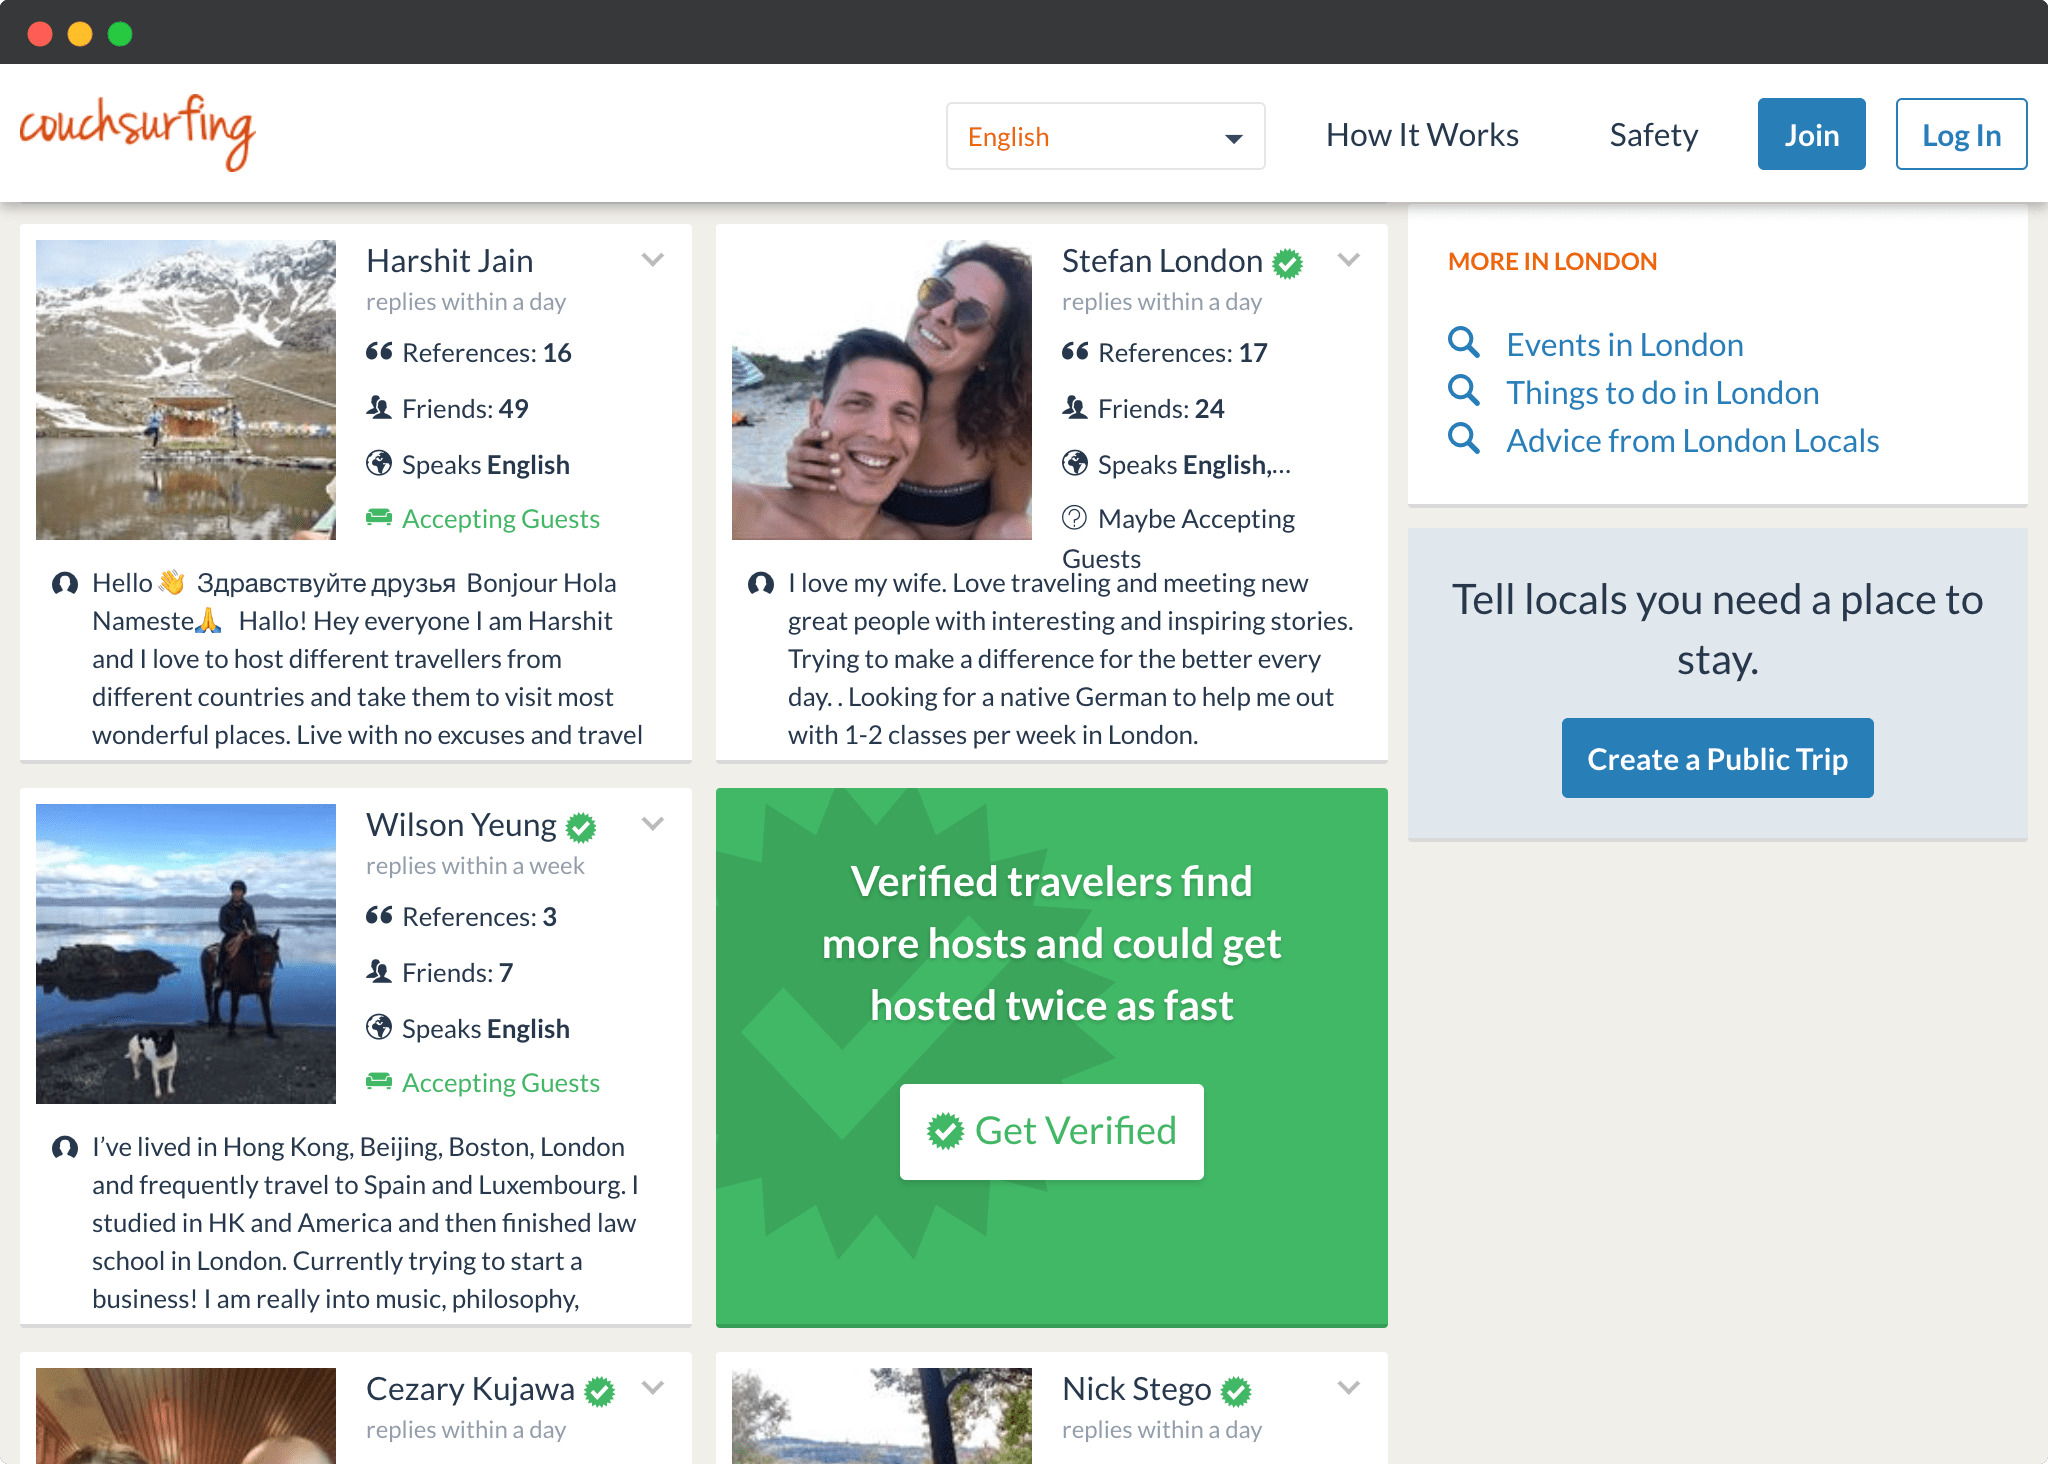 couchsurfing
English
How It Works
Safety
Join
Log In
Harshit Jain
replies within a day
References: 16
Friends: 49
Speaks English
Accepting Guests
Hello👋 Здравствуйте друзья Bonjour Hola
Nameste🙏 Hallo! Hey everyone I am Harshit
and I love to host different travellers from
different countries and take them to visit most
wonderful places. Live with no excuses and travel
Stefan London
replies within a day
References: 17
Friends: 24
Speaks English,...
Maybe Accepting
Guests
I love my wife. Love traveling and meeting new
great people with interesting and inspiring stories.
Trying to make a difference for the better every
day. . Looking for a native German to help me out
with 1-2 classes per week in London.
MORE IN LONDON
Events in London
Things to do in London
Advice from London Locals
Tell locals you need a place to
stay.
Create a Public Trip
Wilson Yeung
replies within a week
References: 3
Friends: 7
Speaks English
Accepting Guests
I’ve lived in Hong Kong, Beijing, Boston, London
and frequently travel to Spain and Luxembourg. I
studied in HK and America and then finished law
school in London. Currently trying to start a
business! I am really into music, philosophy,
Verified travelers find
more hosts and could get
hosted twice as fast
Get Verified
Cezary Kujawa
replies within a day
Nick Stego
replies within a day